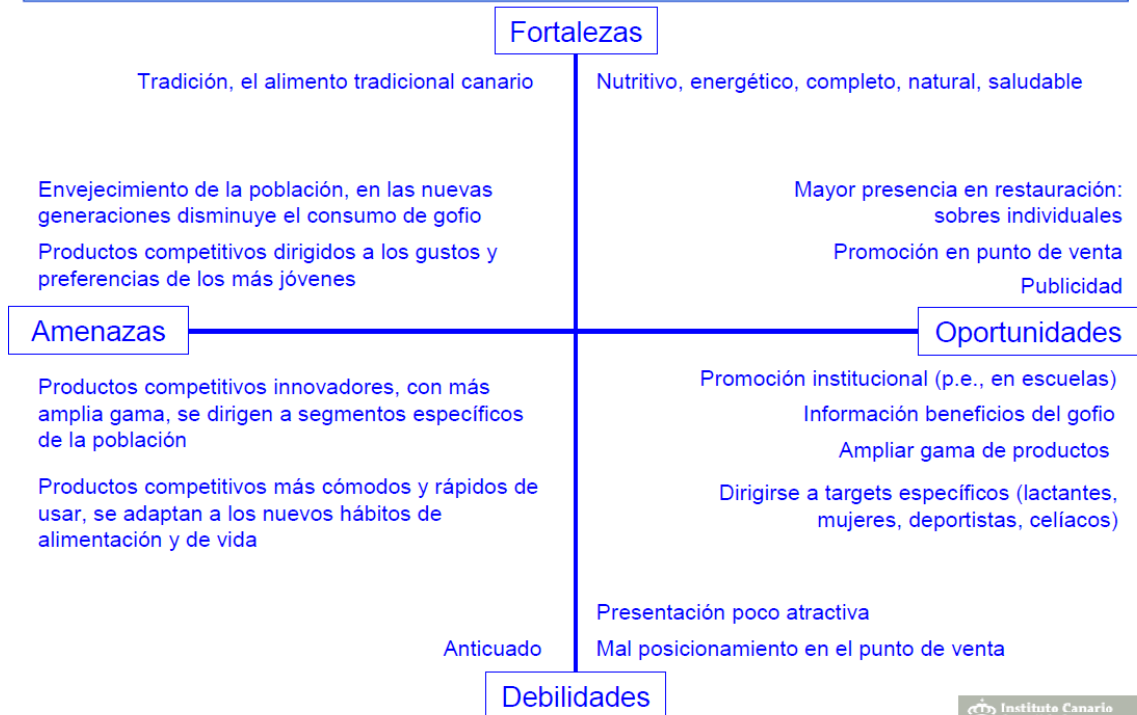 Fortalezas
Tradición, el alimento tradicional canario
Nutritivo, energético, completo, natural, saludable
Envejecimiento de la población, en las nuevas
generaciones disminuye el consumo de gofio
Productos competitivos dirigidos a los gustos y
preferencias de los más jóvenes
Mayor presencia en restauración:
sobres individuales
Promoción en punto de venta
Publicidad
Amenazas
Oportunidades
Productos competitivos innovadores, con más
amplia gama, se dirigen a segmentos específicos
de la población
Productos competitivos más cómodos y rápidos de
usar, se adaptan a los nuevos hábitos de
alimentación y de vida
Promoción institucional (p.e., en escuelas)
Información beneficios del gofio
Ampliar gama de productos
Dirigirse a targets específicos (lactantes,
mujeres, deportistas, celíacos)
Anticuado
Presentación poco atractiva
Mal posicionamiento en el punto de venta
Debilidades
Instituto Canario